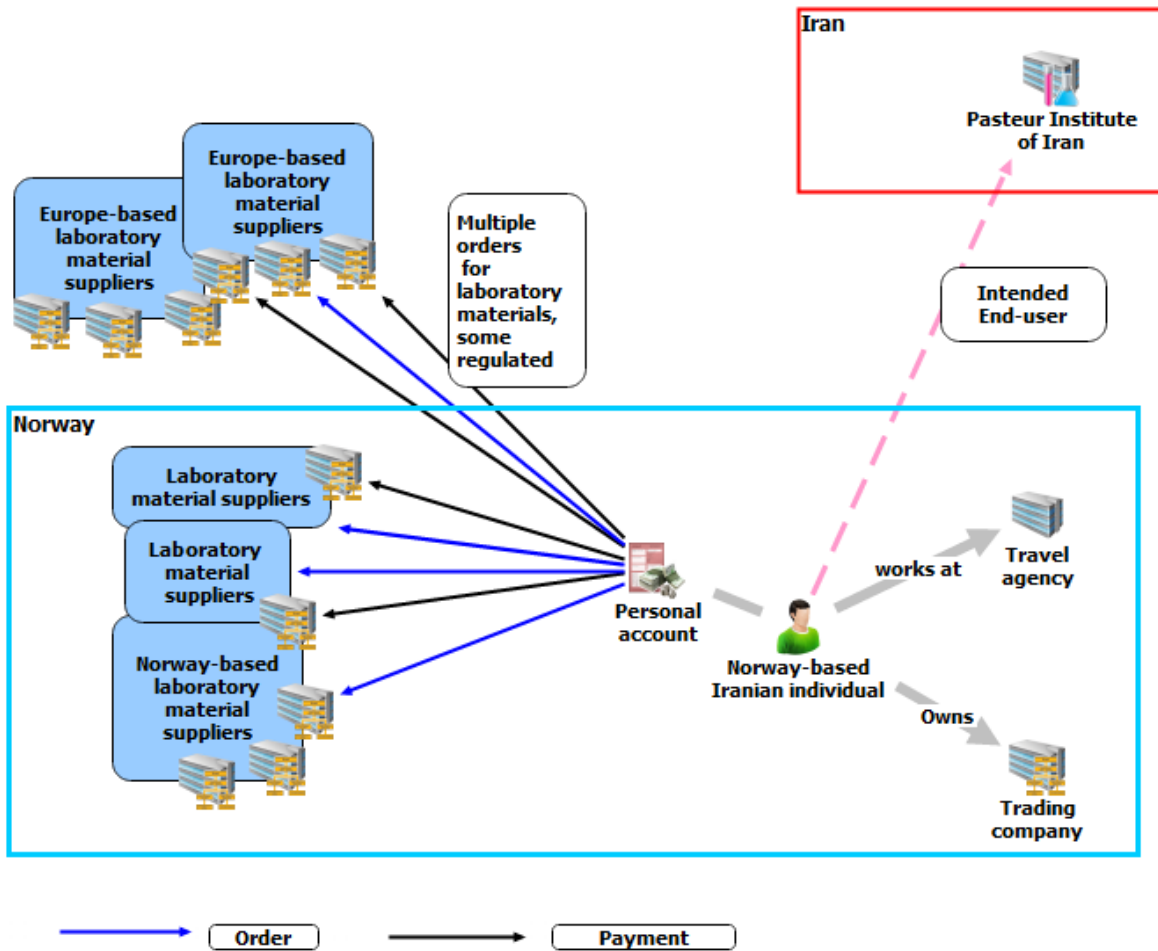 Iran
Pasteur Institute
of Iran
Europe-based
laboratory
material
suppliers
Europe-based
laboratory
material
suppliers
Multiple
orders
for
laboratory
materials,
some
regulated
Intended
End-user
Norway
Laboratory
material suppliers
Laboratory
material
suppliers
Norway-based
laboratory
material
suppliers
Personal
account
works at
Travel
agency
Norway-based
Iranian individual
Owns
Trading
company
Order
Payment